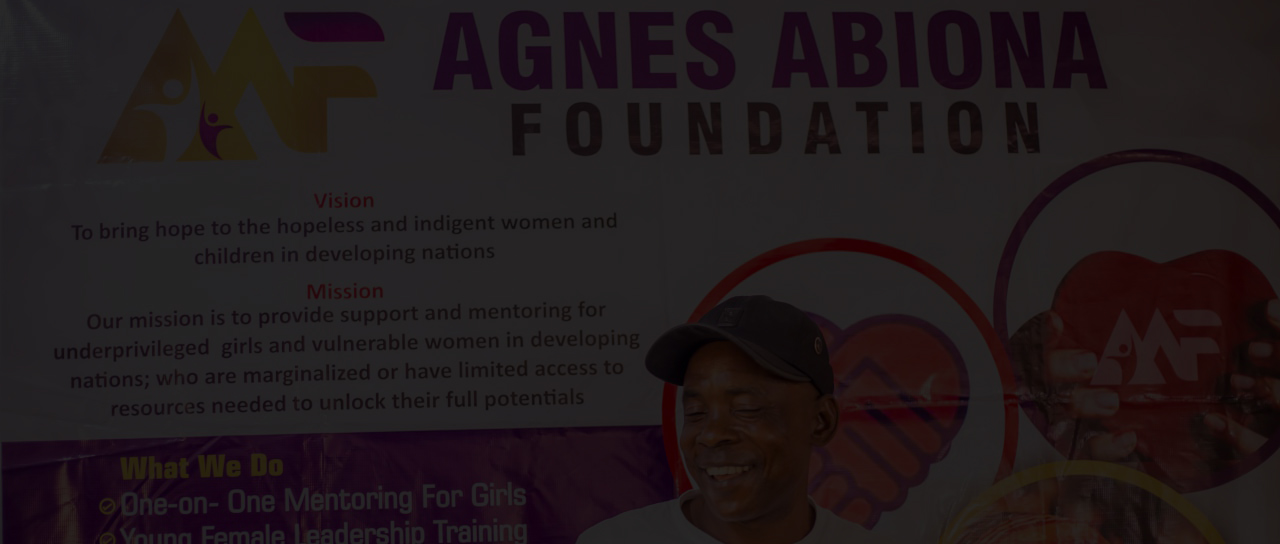 AGNES ABIONA
FOUNDATION
Vision
To bring hope to the hopeless and indigent women and
children in developing nations
Mission
Our mission is to provide support and mentoring for
underprivileged girls and vulnerable women in developing
nations; who are marginalized or have limited access to
resources needed to unlock their full potentials
What We Do
One-on- One Mentoring For Girls
Young Female Leadership Training